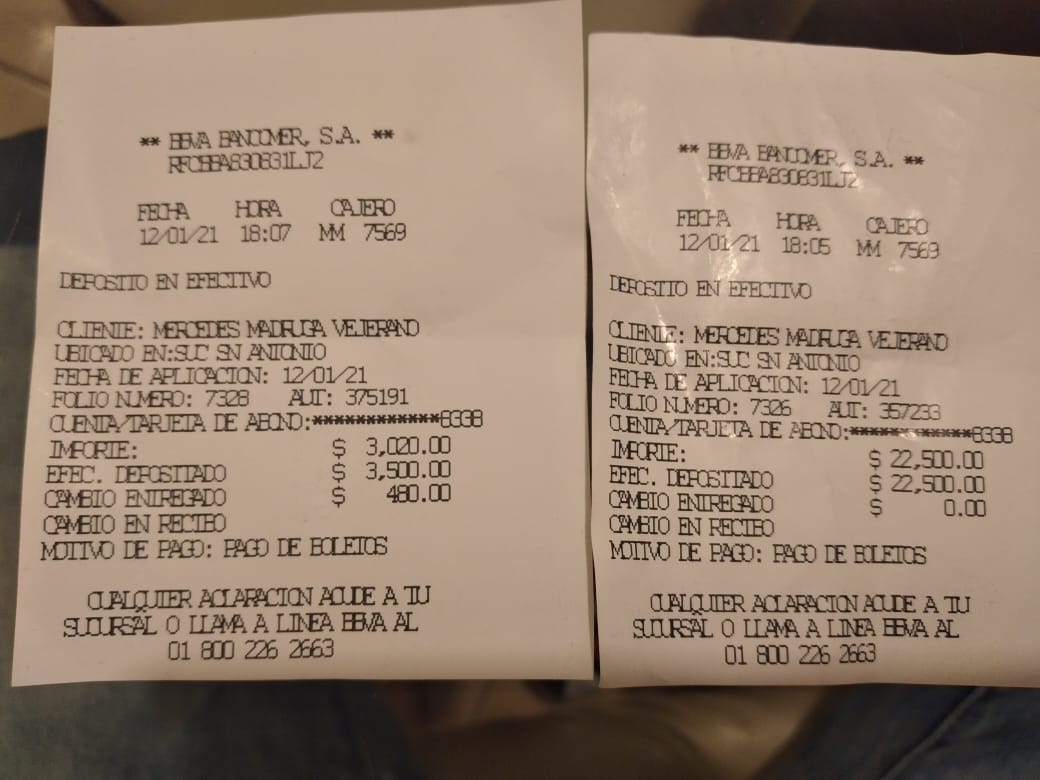 ** BBVA BANCOMER, S.A. **
RFCBBA830831LJ2
FECHA HORA CAJERO
12/01/21 18:07 MM 7569
DEPOSITO EN EFECTIVO
CLIENTE: MERCEDES MADRUGA VEJERANO
UBICADO EN:SUC SN ANTONIO
FECHA DE APLICACION: 12/01/21
FOLIO NUMERO: 7328 AUT: 375191
CUENTA/TARJETA DE ABONO:************8338
IMPORTE: $ 3,020.00
EFEC. DEPOSITADO $ 3,500.00
CAMBIO ENTREGADO $ 480.00
CAMBIO EN RECIBO
MOTIVO DE PAGO: PAGO DE BOLETOS
CUALQUIER ACLARACION ACUDE A TU
SUCURSAL O LLAMA A LINEA BBVA AL
01 800 226 2663
** BBVA BANCOMER, S.A. **
RFCBBA830831LJ2
FECHA HORA CAJERO
12/01/21 18:05 MM 7569
DEPOSITO EN EFECTIVO
CLIENTE: MERCEDES MADRUGA VEJERANO
UBICADO EN:SUC SN ANTONIO
FECHA DE APLICACION: 12/01/21
FOLIO NUMERO: 7326 AUT: 357233
CUENTA/TARJETA DE ABONO:************8338
IMPORTE: $ 22,500.00
EFEC. DEPOSITADO $ 22,500.00
CAMBIO ENTREGADO $ 0.00
CAMBIO EN RECIBO
MOTIVO DE PAGO: PAGO DE BOLETOS
CUALQUIER ACLARACION ACUDE A TU
SUCURSAL O LLAMA A LINEA BBVA AL
01 800 226 2663